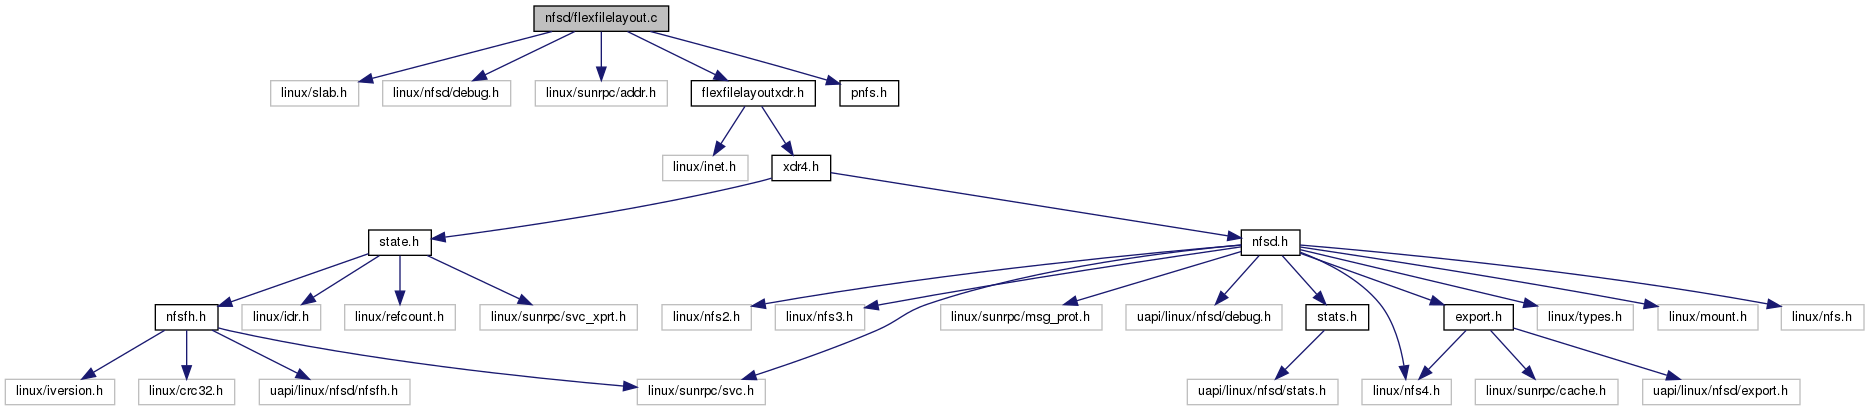 nfsd/flexfilelayout.c
linux/slab.h
linux/nfsd/debug.h
linux/sunrpc/addr.h
flexfilelayoutxdr.h
pnfs.h
linux/inet.h
xdr4.h
state.h
nfsd.h
nfsfh.h
linux/idr.h
linux/refcount.h
linux/sunrpc/svc_xprt.h
linux/nfs2.h
linux/nfs3.h
linux/sunrpc/msg_prot.h
uapi/linux/nfsd/debug.h
stats.h
export.h
linux/types.h
linux/mount.h
linux/nfs.h
linux/iversion.h
linux/crc32.h
uapi/linux/nfsd/nfsfh.h
linux/sunrpc/svc.h
uapi/linux/nfsd/stats.h
linux/nfs4.h
linux/sunrpc/cache.h
uapi/linux/nfsd/export.h